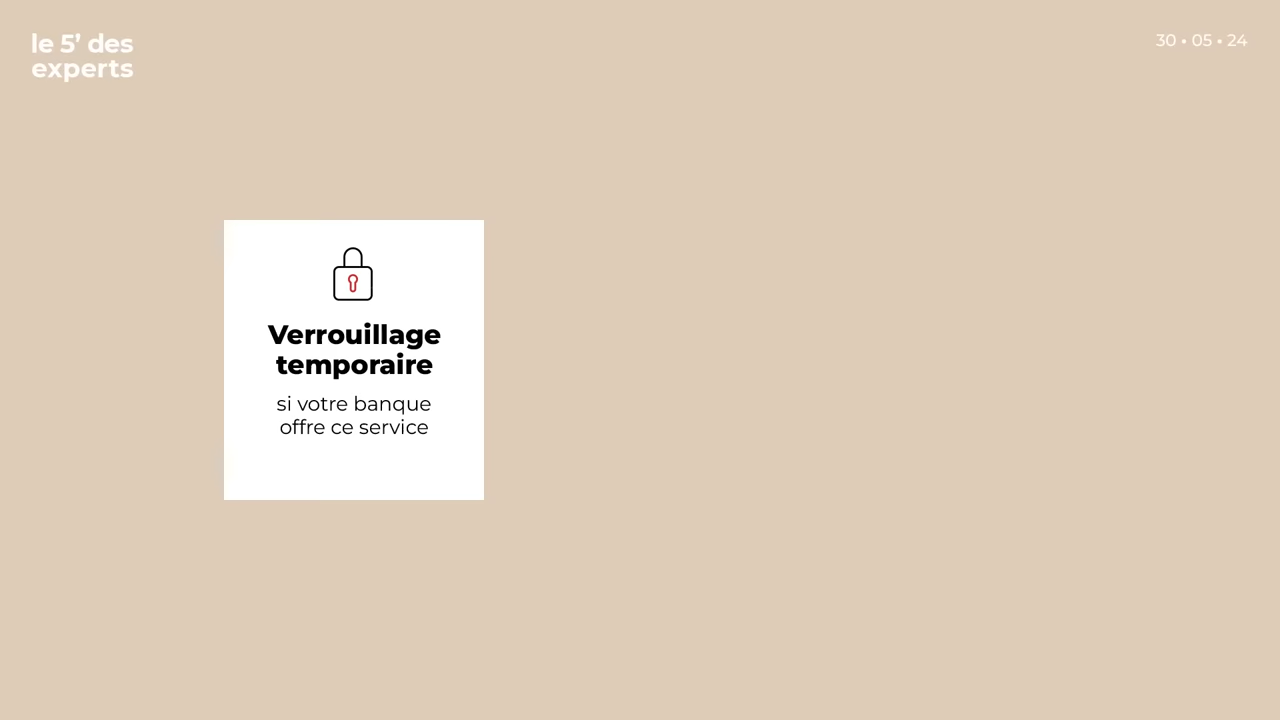 le 5’ des
experts
30 • 05 • 24
Verrouillage
temporaire
si votre banque
offre ce service